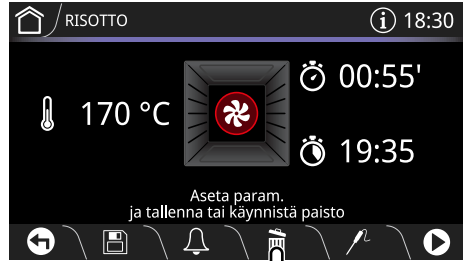 RISOTTO
i 18:30
170 °C
00:55'
19:35
Aseta param.
ja tallenna tai käynnistä paisto